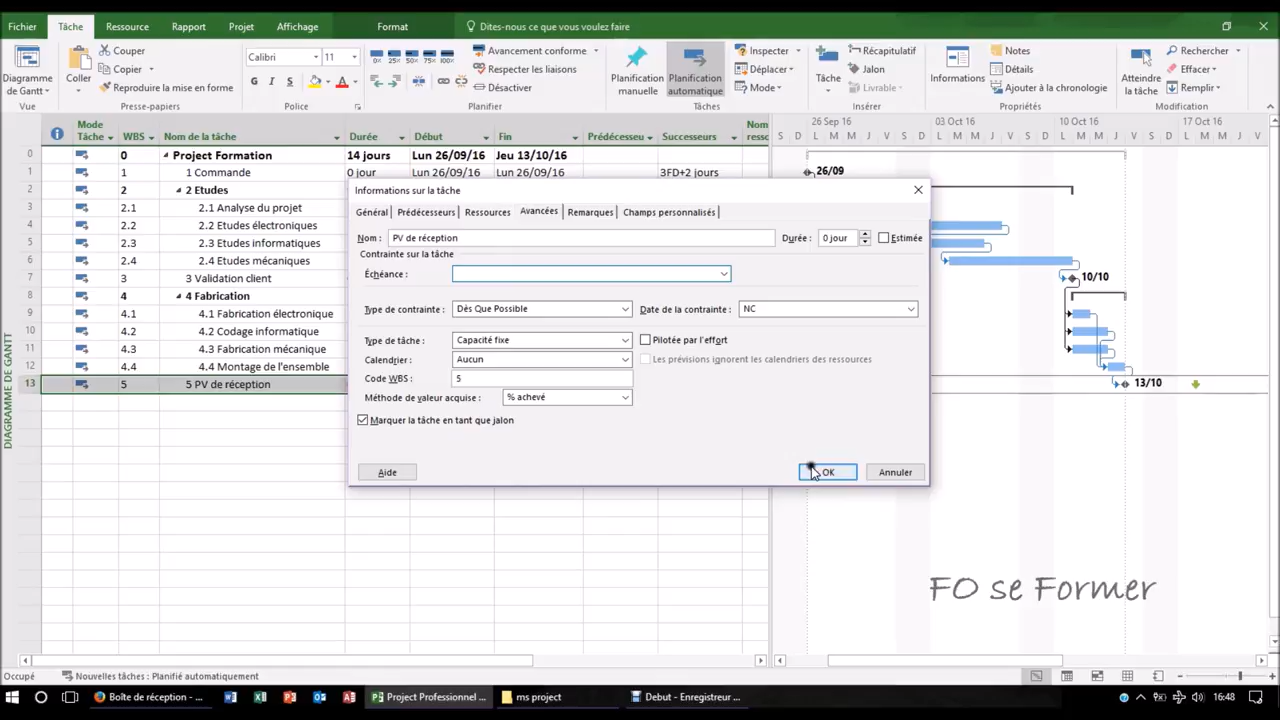 Fichier Tâche Ressource Rapport Projet Affichage Format Dites-nous ce que vous voulez faire
Diagramme de Gantt
Vue
Coller
Couper
Copier
Reproduire la mise en forme
Presse-papiers
Calibri 11
G I S
Police
0% 25% 50% 75% 100%
Avancement conforme
Respecter les liaisons
Désactiver
Planifier
Planification manuelle
Planification automatique
Inspecter
Déplacer
Mode
Tâches
Tâche
Récapitulatif
Jalon
Livrable
Insérer
Informations
Notes
Détails
Ajouter à la chronologie
Propriétés
Atteindre la tâche
Rechercher
Effacer
Remplir
Modification
Mode Tâche WBS Nom de la tâche Durée Début Fin Prédécesseu Successeurs Nom resso
26 Sep 16 03 Oct 16 10 Oct 16 17 Oct 16
S D L M J V S D L M J V S D L M J V S D L M J V
0 0 Project Formation 14 jours Lun 26/09/16 Jeu 13/10/16
1 1 1 Commande 0 jour Lun 26/09/16 Lun 26/09/16 3FD+2 jours 26/09
2 2 2 Etudes
3 2.1 2.1 Analyse du projet
4 2.2 2.2 Etudes électroniques
5 2.3 2.3 Etudes informatiques
6 2.4 2.4 Etudes mécaniques
7 3 3 Validation client 10/10
8 4 4 Fabrication
9 4.1 4.1 Fabrication électronique
10 4.2 4.2 Codage informatique
11 4.3 4.3 Fabrication mécanique
12 4.4 4.4 Montage de l'ensemble
13 5 5 PV de réception 13/10
DIAGRAMME DE GANTT
Informations sur la tâche
Général Prédécesseurs Ressources Avancées Remarques Champs personnalisés
Nom : PV de réception Durée : 0 jour Estimée
Contrainte sur la tâche
Échéance :
Type de contrainte : Dès Que Possible Date de la contrainte : NC
Type de tâche : Capacité fixe Pilotée par l'effort
Calendrier : Aucun Les prévisions ignorent les calendriers des ressources
Code WBS : 5
Méthode de valeur acquise : % achevé
Marquer la tâche en tant que jalon
Aide OK Annuler
FO se Former
Occupé Nouvelles tâches : Planifié automatiquement
Boîte de réception - ... Project Professionnel ... ms project Debut - Enregistreur ... 16:48